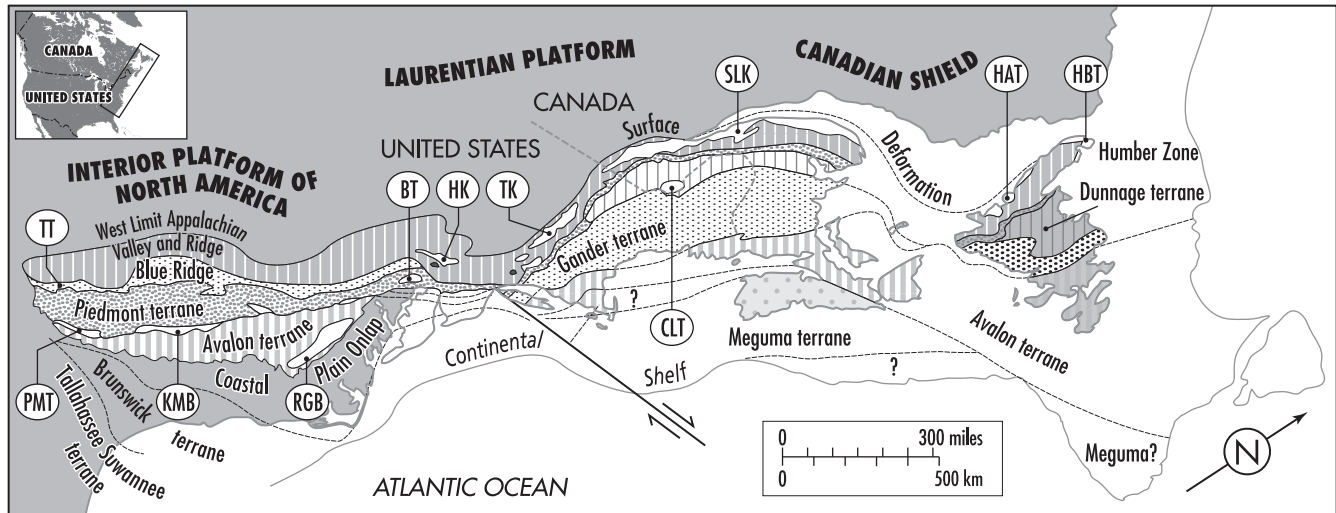 CANADA
UNITED STATES
LAURENTIAN PLATFORM
CANADIAN SHIELD
SLK
HAT
HBT
CANADA
Surface
UNITED STATES
Deformation
Humber Zone
Dunnage terrane
INTERIOR PLATFORM OF
NORTH AMERICA
BT
HK
TK
TT
West Limit Appalachian
Valley and Ridge
Blue Ridge
Gander terrane
Piedmont terrane
Avalon terrane
?
CLT
Meguma terrane
Avalon terrane
Plain Onlap
Coastal
Continental
Shelf
?
PMT
Brunswick
terrane
KMB
RGB
Tallahassee Suwannee
terrane
0
300 miles
0
500 km
Meguma?
N
ATLANTIC OCEAN